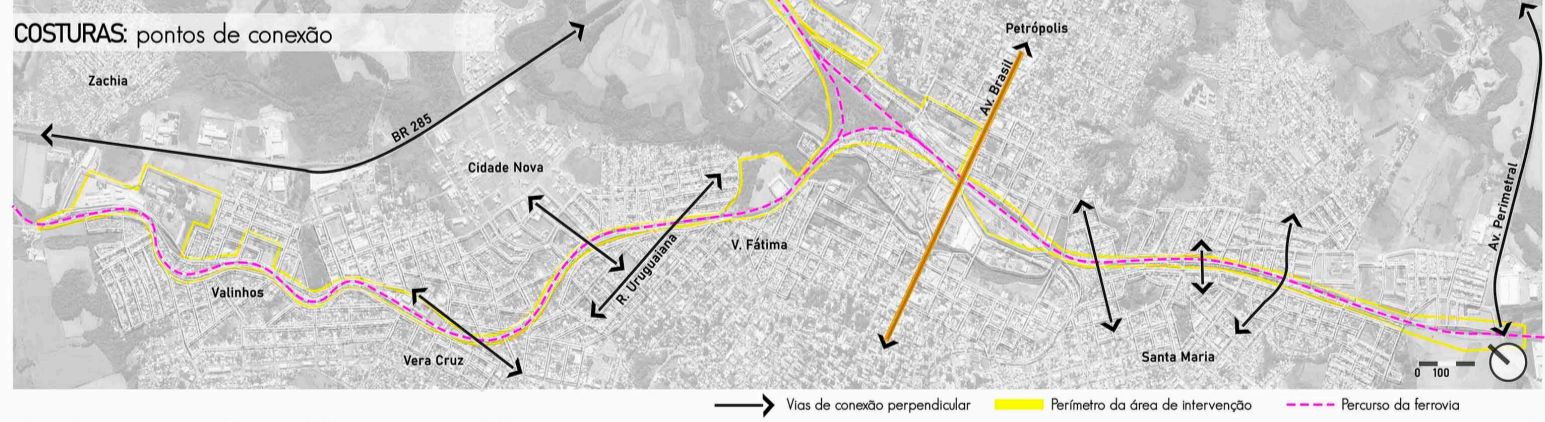 COSTURAS: pontos de conexão
Petrópolis
Zachia
Av. Brasil
BR 285
Cidade Nova
Av. Perimetral
V. Fátima
R. Uruguaiana
Valinhos
Vera Cruz
Santa Maria
0 100
Vias de conexão perpendicular
Perímetro da área de intervenção
Percurso da ferrovia